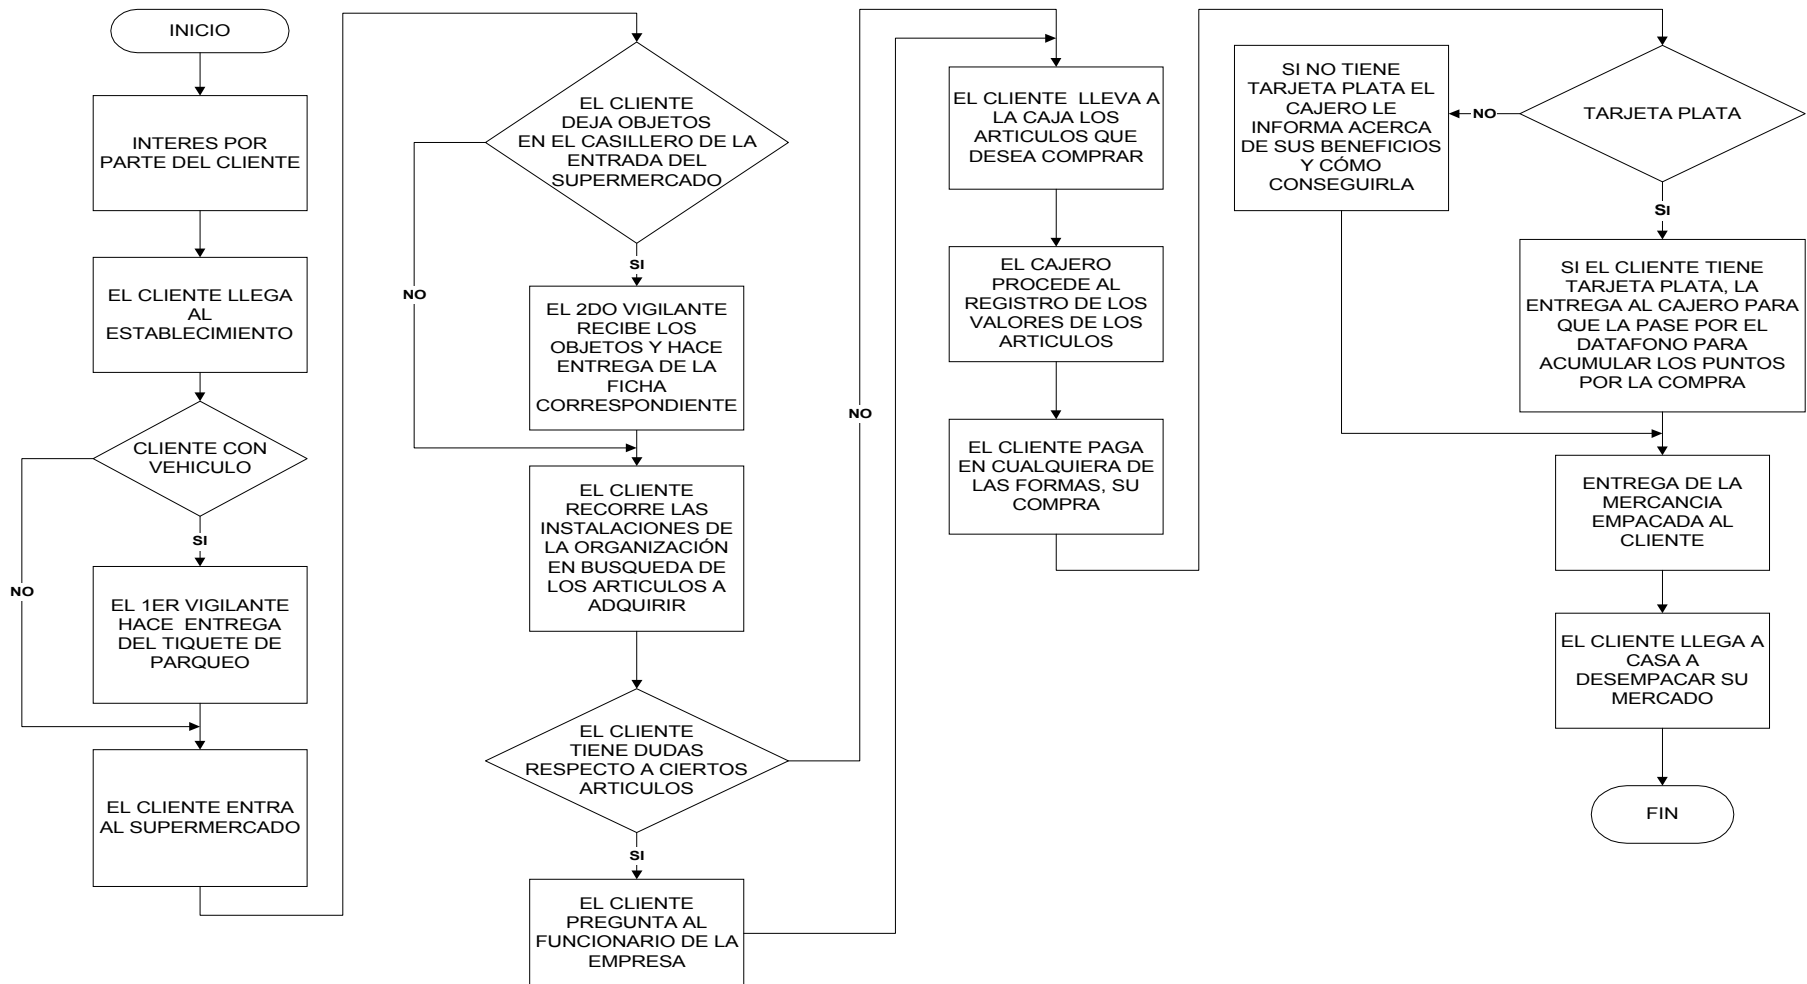 INICIO
INTERES POR
PARTE DEL CLIENTE
EL CLIENTE LLEGA
AL
ESTABLECIMIENTO
CLIENTE CON
VEHICULO
SI
NO
EL 1ER VIGILANTE
HACE ENTREGA
DEL TIQUETE DE
PARQUEO
EL CLIENTE ENTRA
AL SUPERMERCADO
EL CLIENTE
DEJA OBJETOS
EN EL CASILLERO DE LA
ENTRADA DEL
SUPERMERCADO
SI
NO
EL 2DO VIGILANTE
RECIBE LOS
OBJETOS Y HACE
ENTREGA DE LA
FICHA
CORRESPONDIENTE
EL CLIENTE
RECORRE LAS
INSTALACIONES DE
LA ORGANIZACIÓN
EN BUSQUEDA DE
LOS ARTICULOS A
ADQUIRIR
EL CLIENTE
TIENE DUDAS
RESPECTO A CIERTOS
ARTICULOS
NO
SI
EL CLIENTE
PREGUNTA AL
FUNCIONARIO DE LA
EMPRESA
EL CLIENTE LLEVA A
LA CAJA LOS
ARTICULOS QUE
DESEA COMPRAR
EL CAJERO
PROCEDE AL
REGISTRO DE LOS
VALORES DE LOS
ARTICULOS
EL CLIENTE PAGA
EN CUALQUIERA DE
LAS FORMAS, SU
COMPRA
TARJETA PLATA
NO
SI NO TIENE
TARJETA PLATA EL
CAJERO LE
INFORMA ACERCA
DE SUS BENEFICIOS
Y CÓMO
CONSEGUIRLA
SI
SI EL CLIENTE TIENE
TARJETA PLATA, LA
ENTREGA AL CAJERO PARA
QUE LA PASE POR EL
DATAFONO PARA
ACUMULAR LOS PUNTOS
POR LA COMPRA
ENTREGA DE LA
MERCANCIA
EMPACADA AL
CLIENTE
EL CLIENTE LLEGA A
CASA A
DESEMPACAR SU
MERCADO
FIN